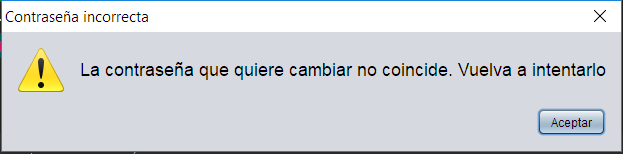 Contraseña incorrecta
La contraseña que quiere cambiar no coincide. Vuelva a intentarlo
Aceptar